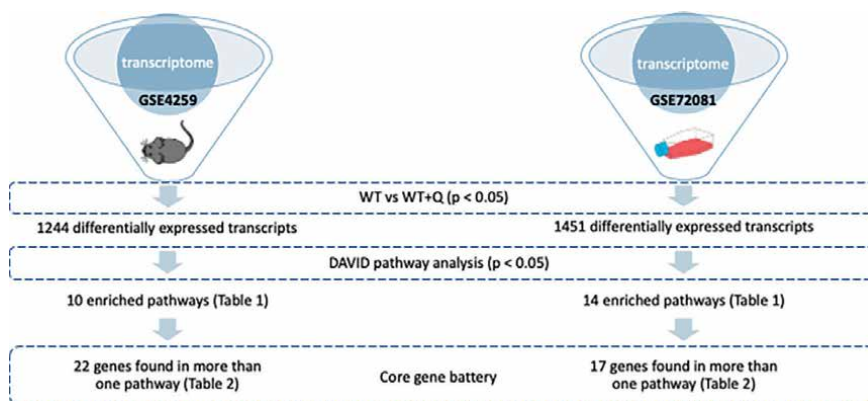 transcriptome
GSE4259
transcriptome
GSE72081
WT vs WT+Q (p < 0.05)
1244 differentially expressed transcripts
1451 differentially expressed transcripts
DAVID pathway analysis (p < 0.05)
10 enriched pathways (Table 1)
14 enriched pathways (Table 1)
22 genes found in more than
one pathway (Table 2)
Core gene battery
17 genes found in more than
one pathway (Table 2)